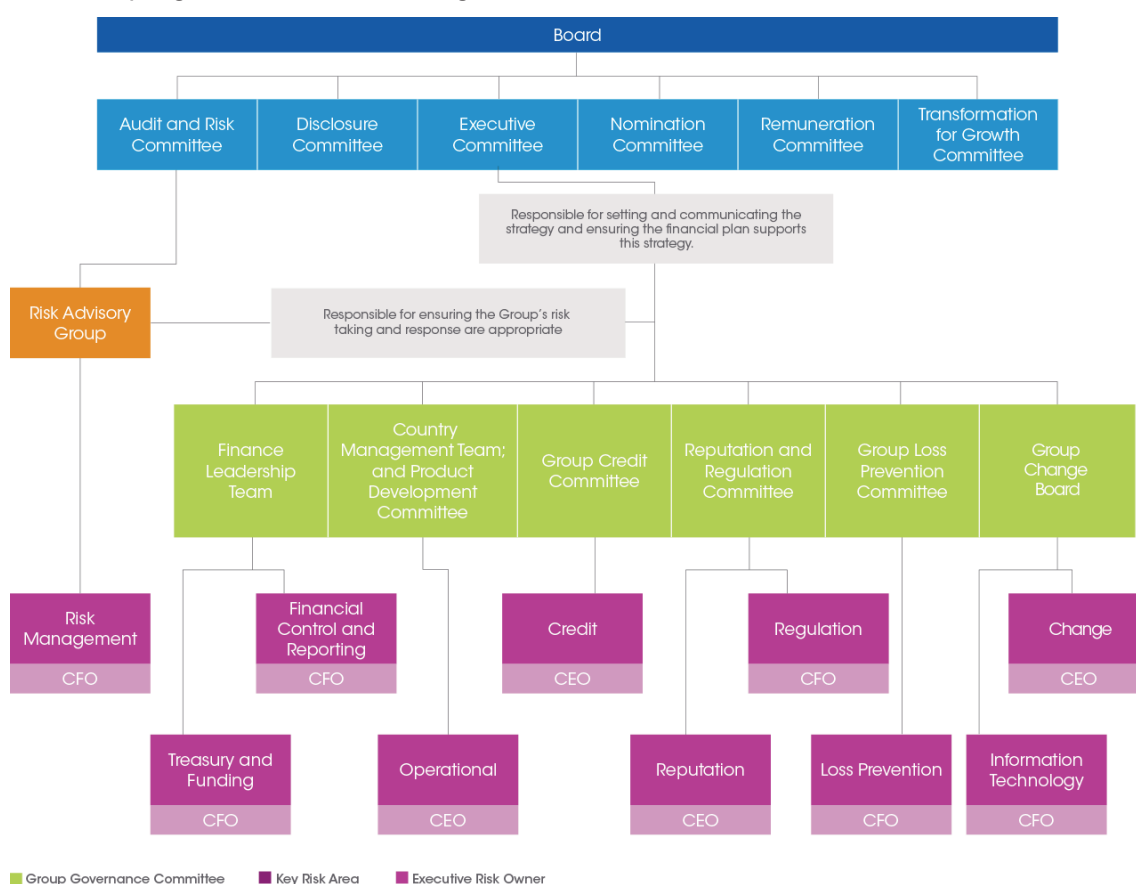 Board
Audit and Risk
Committee
Disclosure
Committee
Executive
Committee
Nomination
Committee
Remuneration
Committee
Transformation
for Growth
Committee
Responsible for setting and communicating the
strategy and ensuring the financial plan supports
this strategy.
Risk Advisory
Group
Responsible for ensuring the Group's risk
taking and response are appropriate
Finance
Leadership
Team
Country
Management Team;
and Product
Development
Committee
Group Credit
Committee
Reputation and
Regulation
Committee
Group Loss
Prevention
Committee
Group
Change
Board
Risk
Management
CFO
Financial
Control and
Reporting
CFO
Credit
CEO
Regulation
CFO
Change
CEO
Treasury and
Funding
CFO
Operational
CEO
Reputation
CEO
Loss Prevention
CFO
Information
Technology
CFO
Group Governance Committee
Key Risk Area
Executive Risk Owner